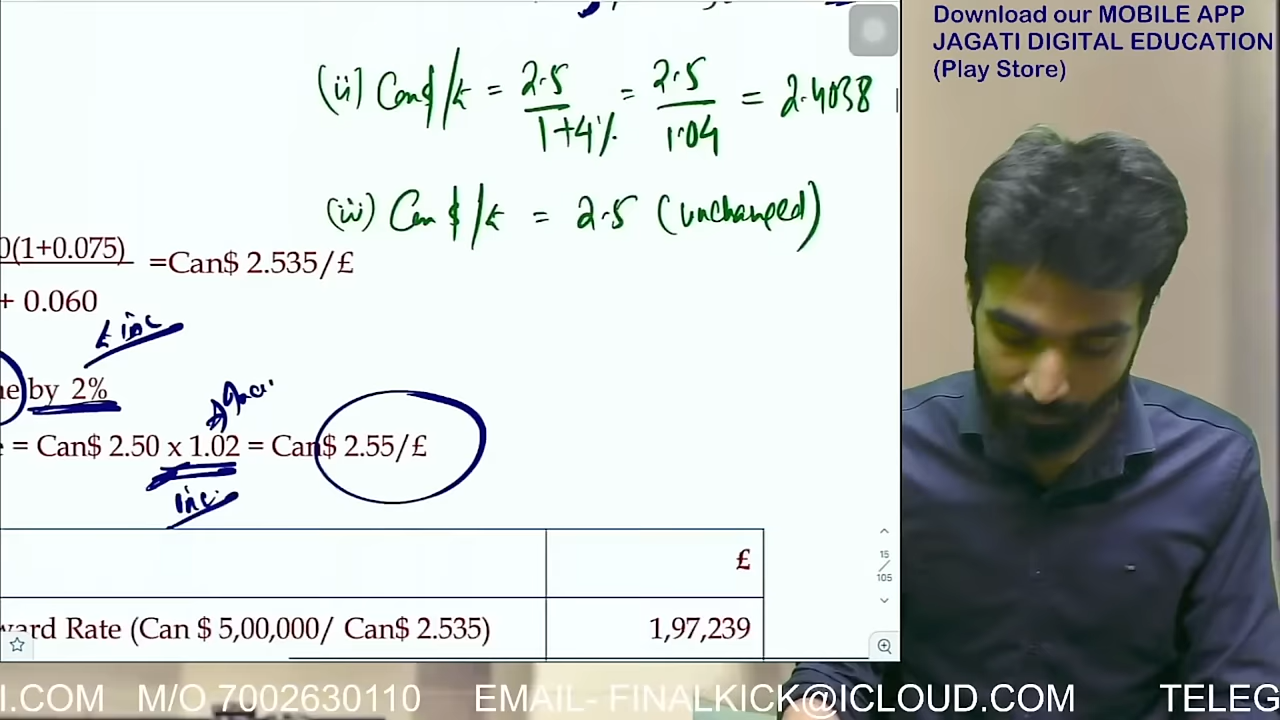 Download our MOBILE APP
JAGATI DIGITAL EDUCATION
(Play Store)
(ii) Can$/£ = 2.5 / 1+4% = 2.5 / 1.04 = 2.4038
(iii) Can $/£ = 2.5 (unchanged)
0(1+0.075)
=Can$ 2.535/£
+ 0.060
£ inc
ne by 2%
e = Can$ 2.50 x 1.02 = Can$ 2.55/£
inc.
£
ward Rate (Can $ 5,00,000/ Can$ 2.535) 1,97,239
15
/
105
I.COM M/O 7002630110 EMAIL- FINALKICK@ICLOUD.COM TELEG